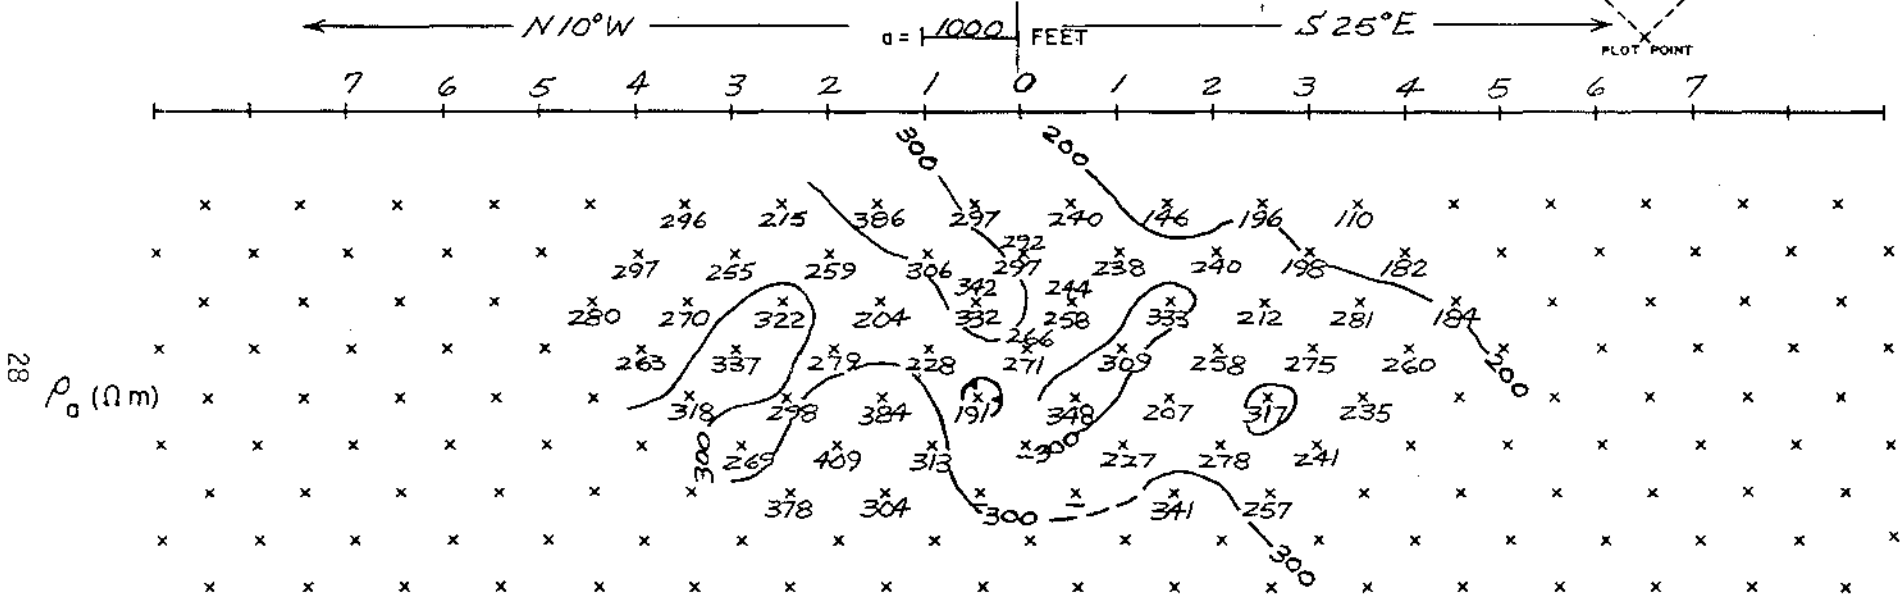 N10°W
a = 1000 FEET
S25°E
PLOT POINT
7 6 5 4 3 2 1 0 1 2 3 4 5 6 7
300 200
296 215 386 297 240 146 196 110
292
297 255 259 306 297 238 240 198 182
342 244
280 270 322 204 332 258 333 212 281 184
266
263 337 279 228 271 309 258 275 260 200
28
ρa (Ωm)
318 298 384 191 348 207 317 235
300 269 409 313 – 300 227 278 241
378 304 – 300 – 341 257
300